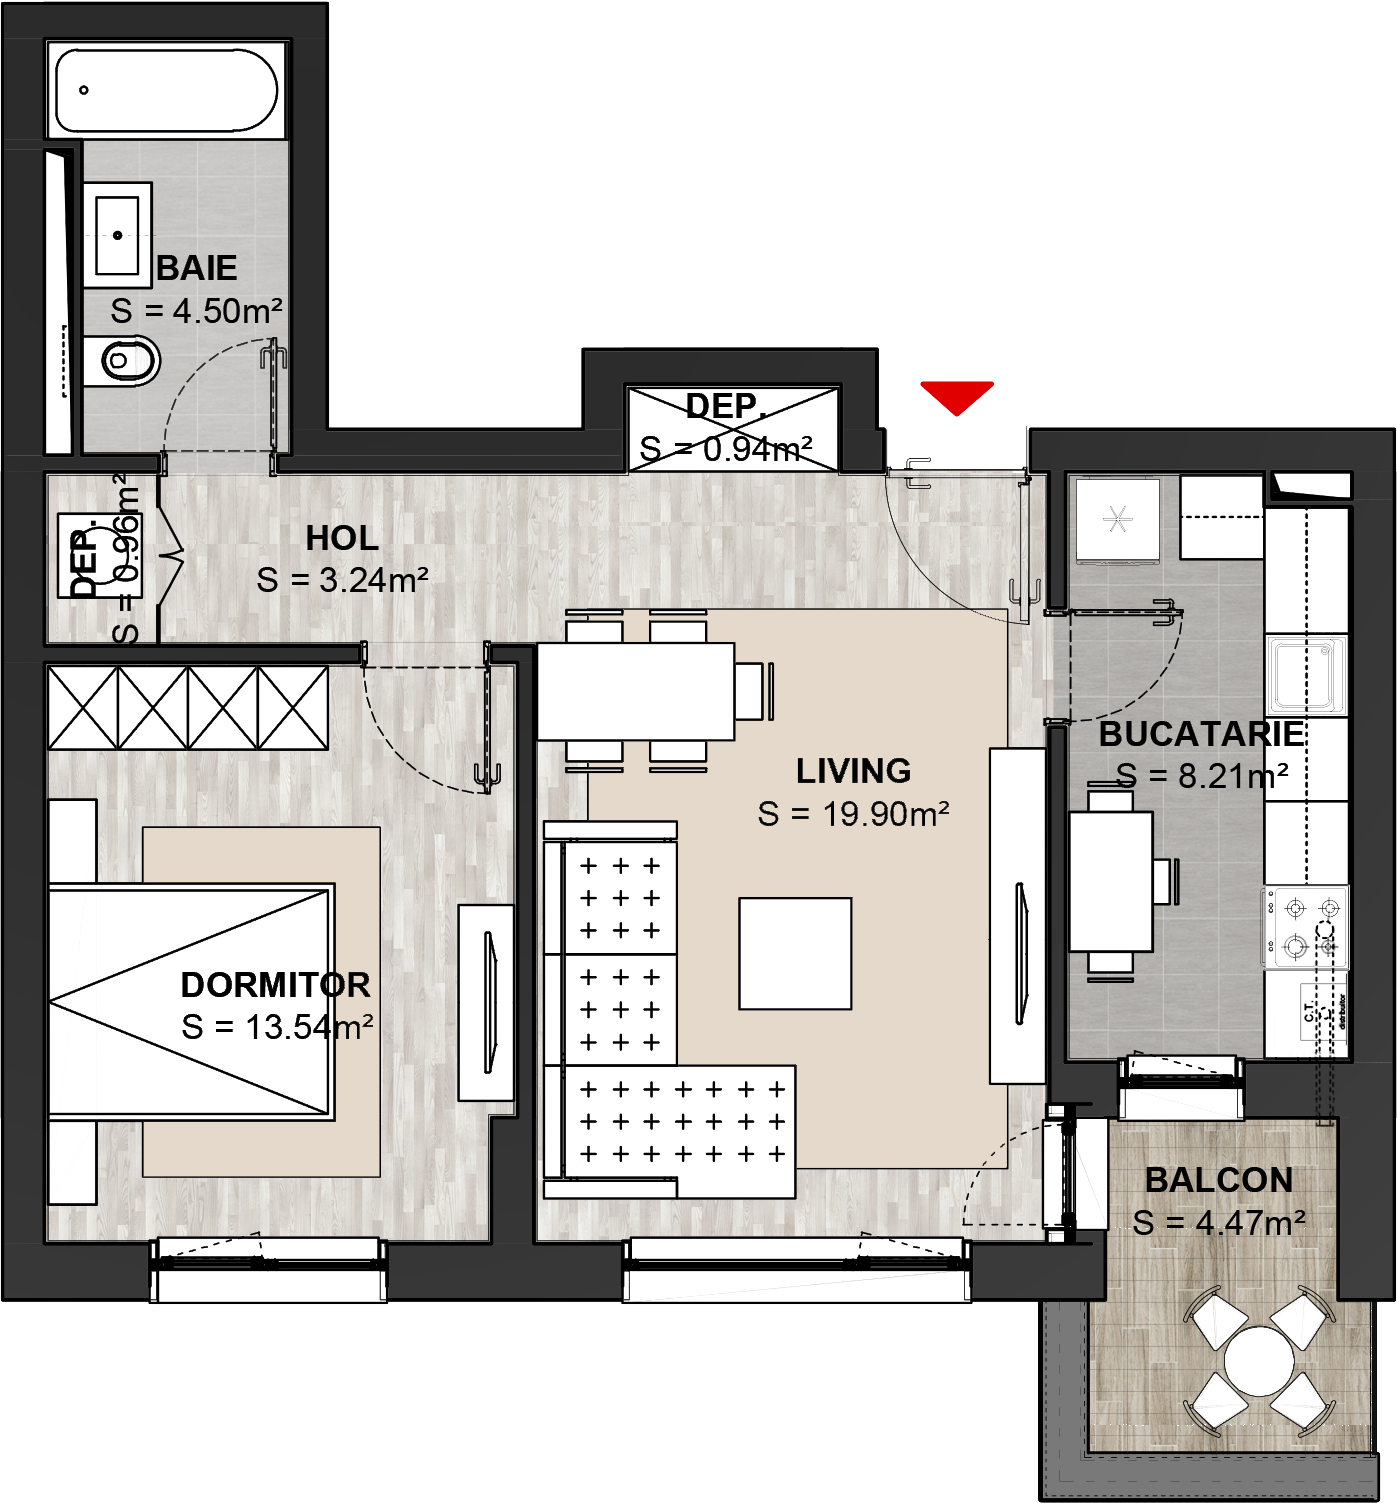 BAIE
S = 4.50m²
DEP.
S = 0.94m²
DEP.
S = 0.96m²
HOL
S = 3.24m²
BUCATARIE
S = 8.21m²
LIVING
S = 19.90m²
DORMITOR
S = 13.54m²
C.T.
distribuitor
BALCON
S = 4.47m²